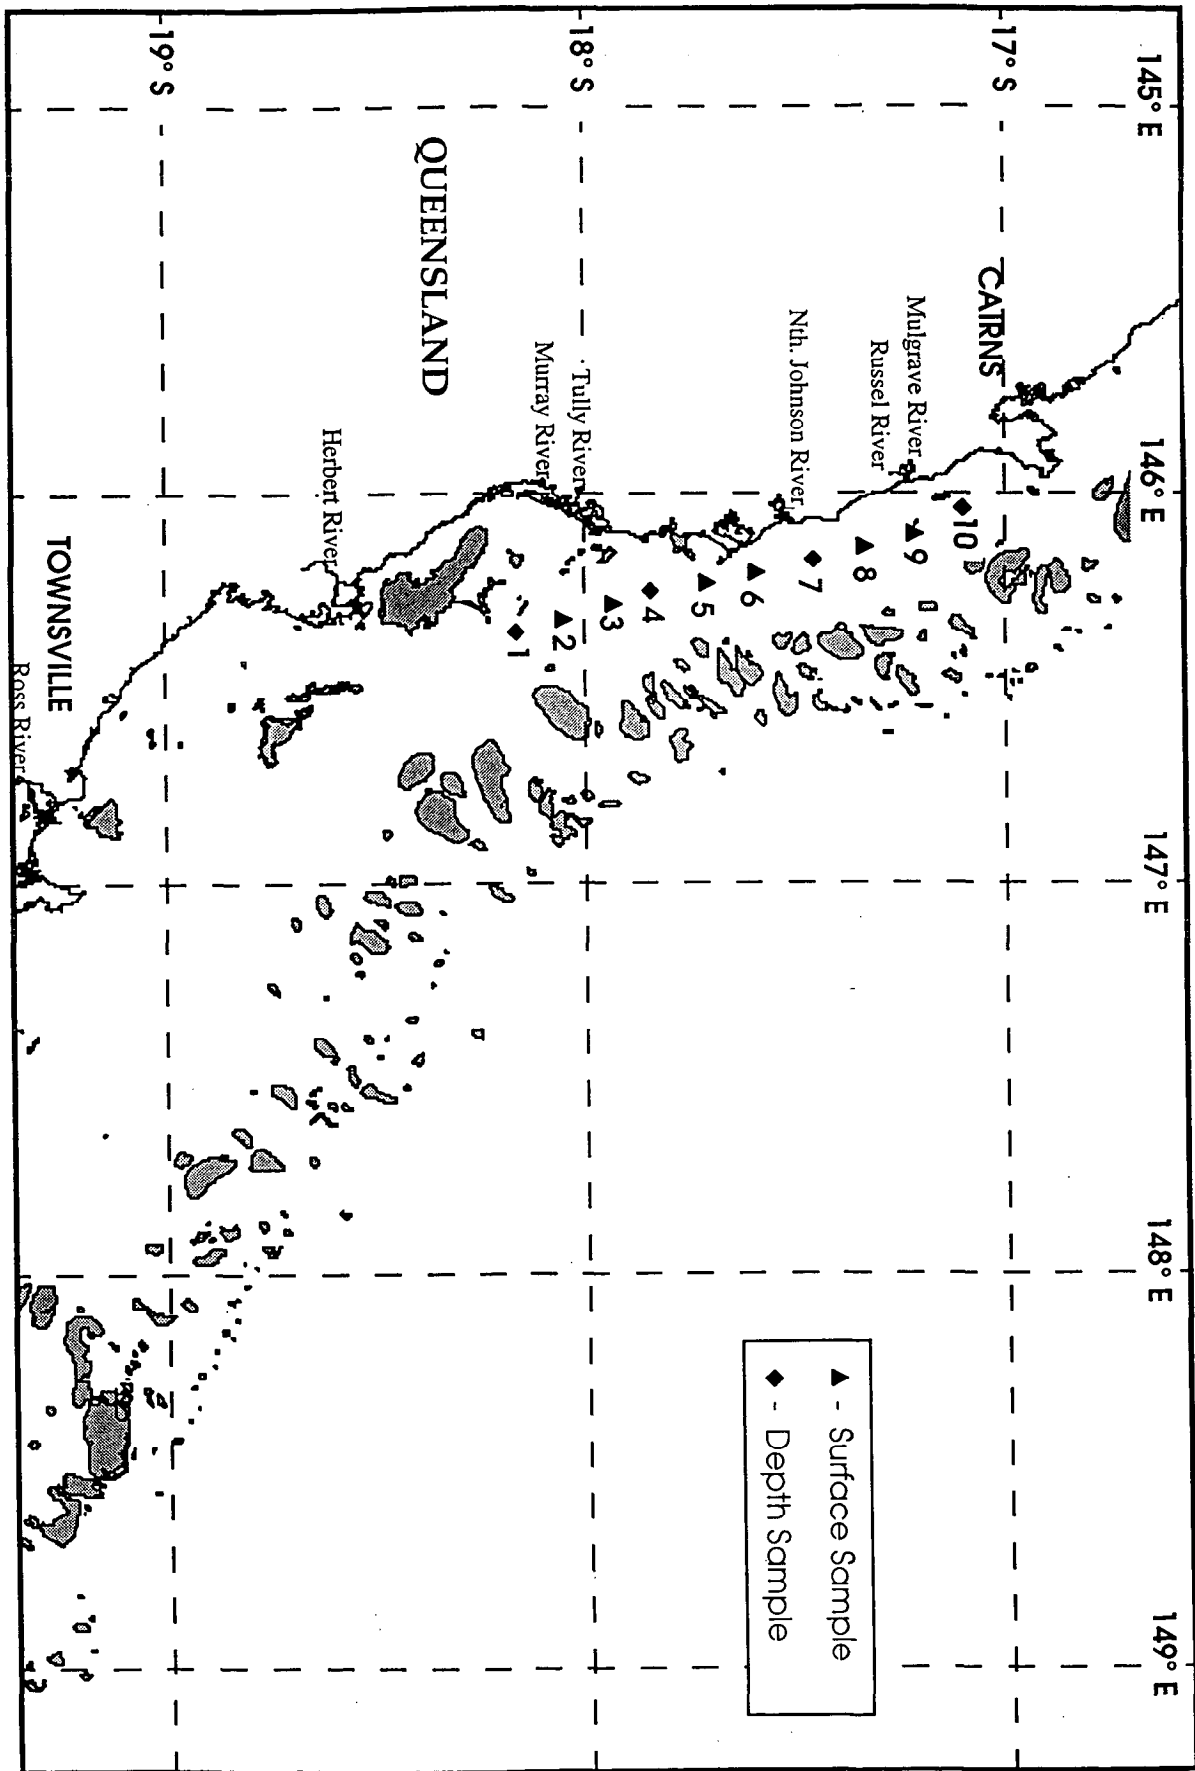 145° E
146° E
147° E
148° E
149° E
17° S
18° S
19° S
CAIRNS
Mulgrave River
Russel River
Nth. Johnson River
Tully River
Murray River
QUEENSLAND
Herbert River
TOWNSVILLE
Ross River
10
9
8
7
6
5
4
3
2
1
▲ - Surface Sample
◆ - Depth Sample